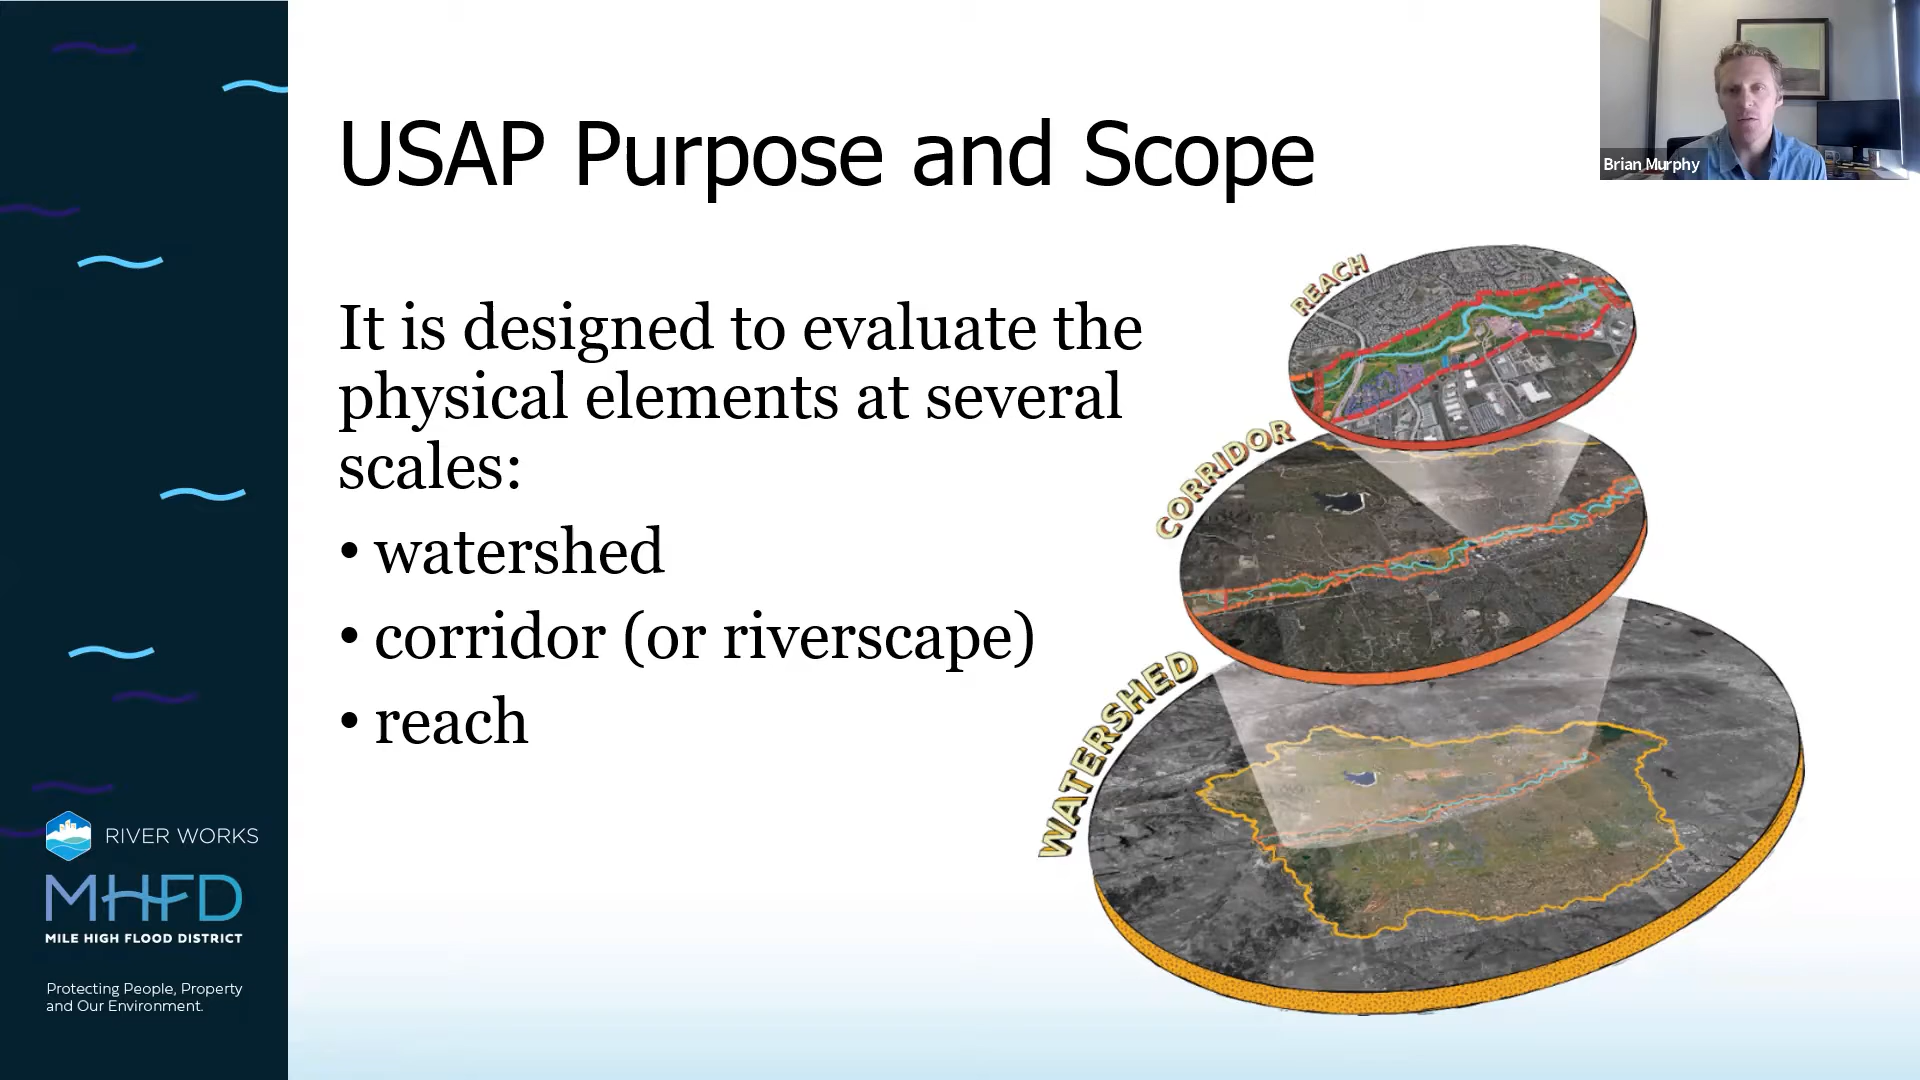 USAP Purpose and Scope
Brian Murphy
It is designed to evaluate the
physical elements at several
scales:
• watershed
• corridor (or riverscape)
• reach
REACH
CORRIDOR
WATERSHED
RIVER WORKS
MHFD
MILE HIGH FLOOD DISTRICT
Protecting People, Property
and Our Environment.